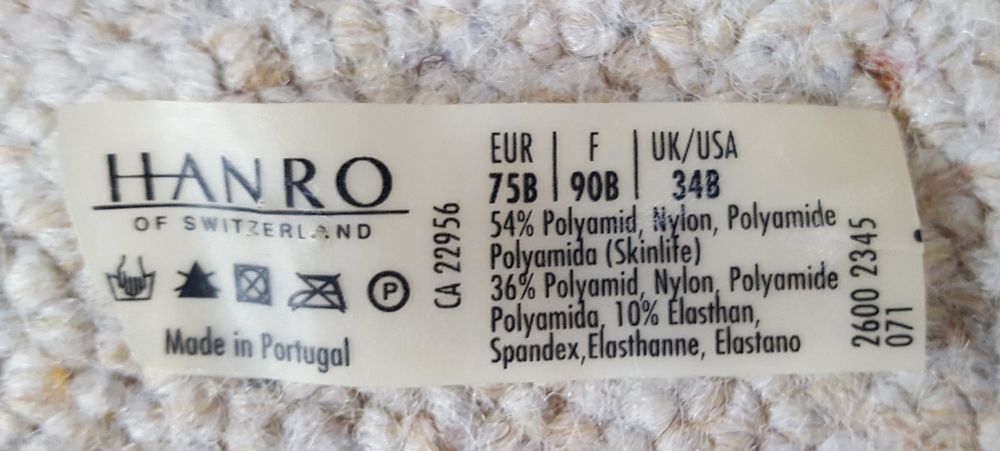 HANRO
OF SWITZERLAND
P
Made in Portugal
CA 22956
EUR | F | UK/USA
75B | 90B | 34B
54% Polyamid, Nylon, Polyamide
Polyamida (Skinlife)
36% Polyamid, Nylon, Polyamide
Polyamida, 10% Elasthan,
Spandex,Elasthanne, Elastano
2600 2345
071